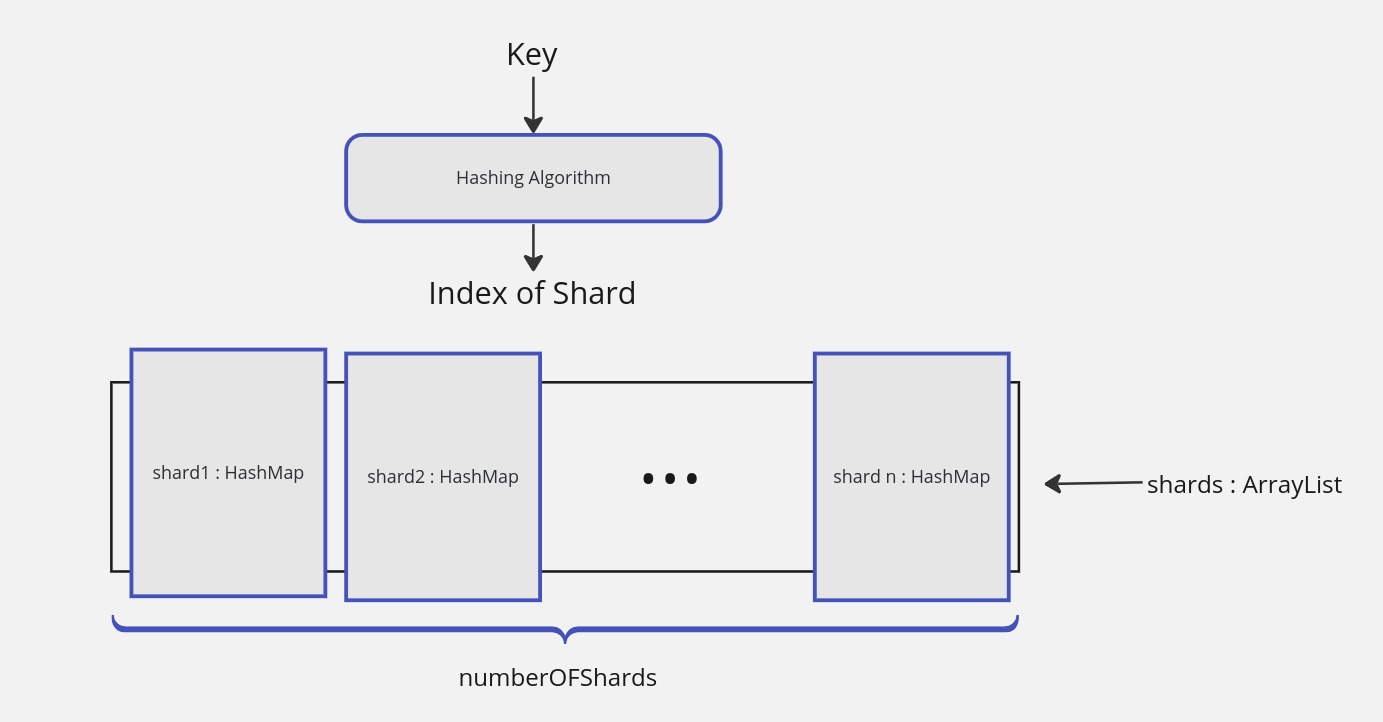 Key
Hashing Algorithm
Index of Shard
shard1 : HashMap
shard2 : HashMap
shard n : HashMap
shards : ArrayList
numberOFShards